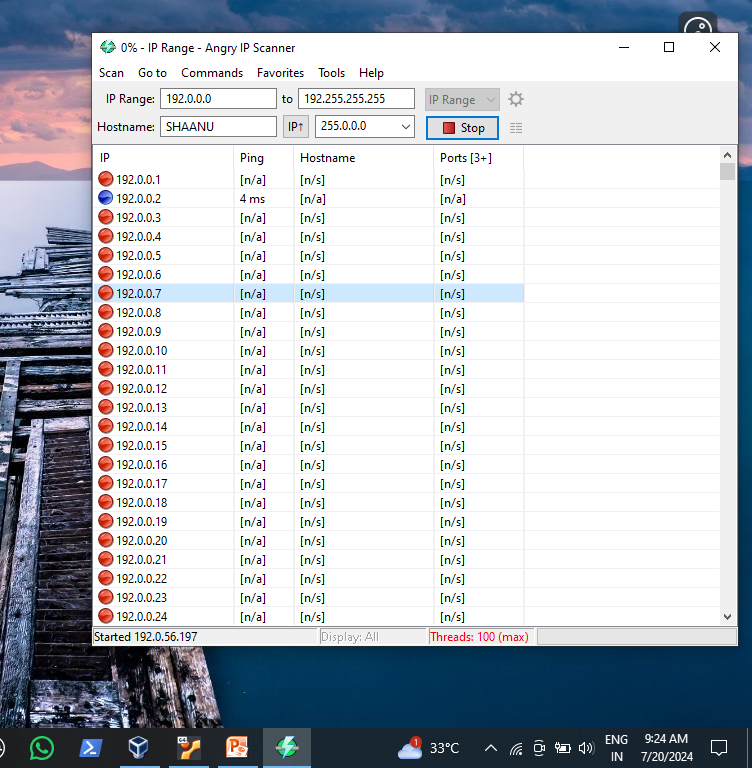 0% - IP Range - Angry IP Scanner
Scan Go to Commands Favorites Tools Help
IP Range: 192.0.0.0 to 192.255.255.255 IP Range
Hostname: SHAANU IP↑ 255.0.0.0 Stop
IP Ping Hostname Ports [3+]
192.0.0.1 [n/a] [n/s] [n/s]
192.0.0.2 4 ms [n/a] [n/a]
192.0.0.3 [n/a] [n/s] [n/s]
192.0.0.4 [n/a] [n/s] [n/s]
192.0.0.5 [n/a] [n/s] [n/s]
192.0.0.6 [n/a] [n/s] [n/s]
192.0.0.7 [n/a] [n/s] [n/s]
192.0.0.8 [n/a] [n/s] [n/s]
192.0.0.9 [n/a] [n/s] [n/s]
192.0.0.10 [n/a] [n/s] [n/s]
192.0.0.11 [n/a] [n/s] [n/s]
192.0.0.12 [n/a] [n/s] [n/s]
192.0.0.13 [n/a] [n/s] [n/s]
192.0.0.14 [n/a] [n/s] [n/s]
192.0.0.15 [n/a] [n/s] [n/s]
192.0.0.16 [n/a] [n/s] [n/s]
192.0.0.17 [n/a] [n/s] [n/s]
192.0.0.18 [n/a] [n/s] [n/s]
192.0.0.19 [n/a] [n/s] [n/s]
192.0.0.20 [n/a] [n/s] [n/s]
192.0.0.21 [n/a] [n/s] [n/s]
192.0.0.22 [n/a] [n/s] [n/s]
192.0.0.23 [n/a] [n/s] [n/s]
192.0.0.24 [n/a] [n/s] [n/s]
Started 192.0.56.197 Display: All Threads: 100 (max)
64 P 1 33°C ENG 9:24 AM
IN 7/20/2024